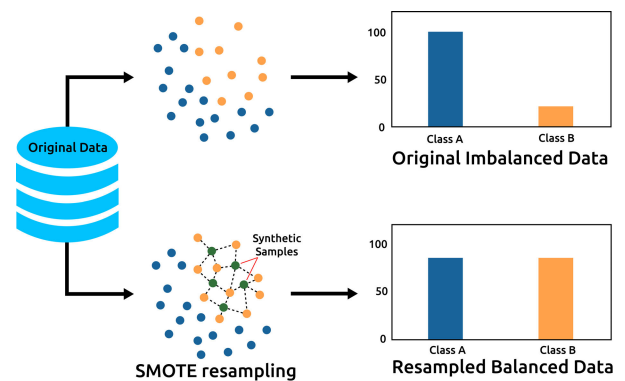 Original Data
100
50
0
Class A
Class B
Original Imbalanced Data
Synthetic
Samples
SMOTE resampling
100
50
0
Class A
Class B
Resampled Balanced Data